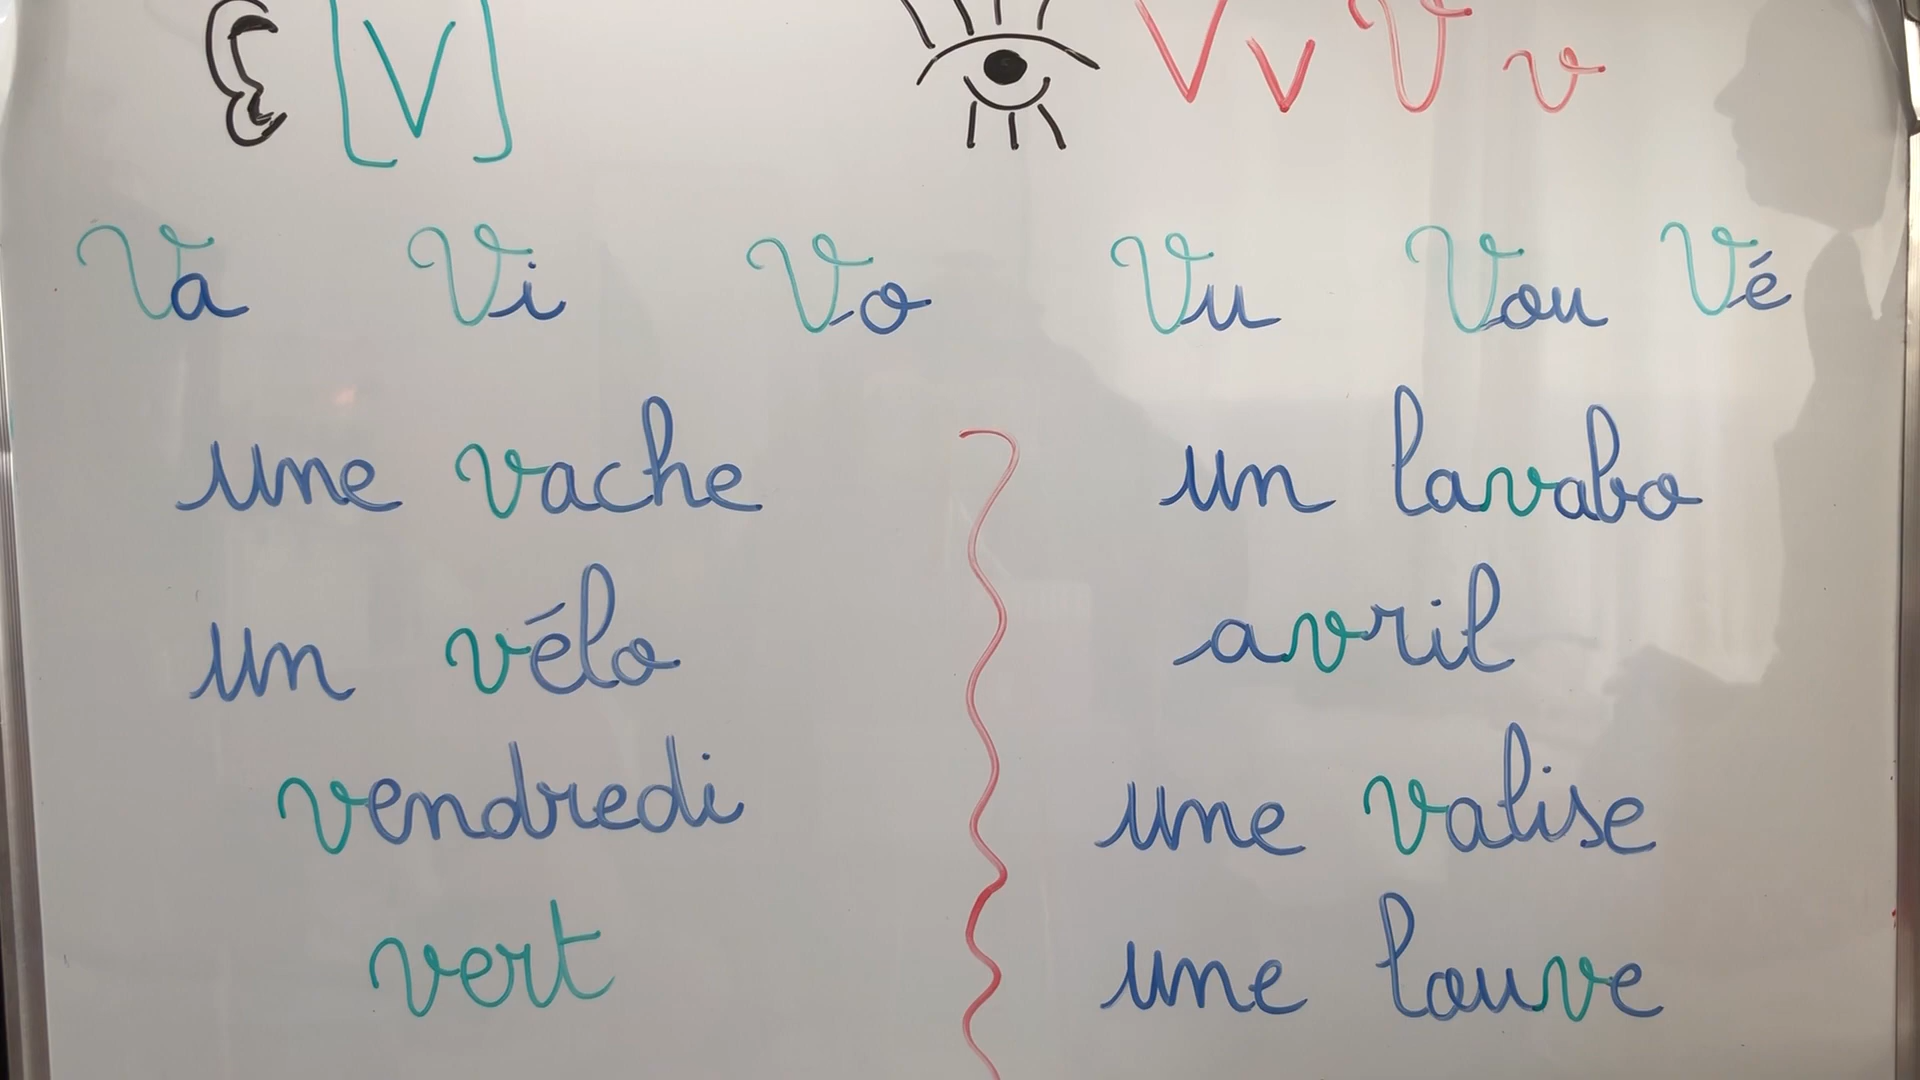 [v] V v V v
Va Vi Vo Vu Vou Vé
une vache
un vélo
vendredi
vert
un lavabo
avril
une valise
une louve